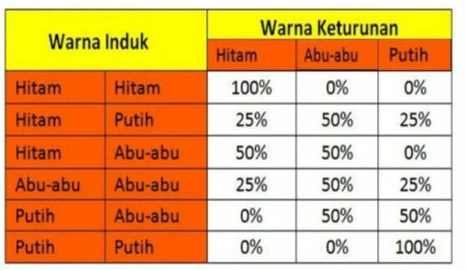 Warna Induk Warna Keturunan
Hitam Abu-abu Putih
Hitam Hitam 100% 0% 0%
Hitam Putih 25% 50% 25%
Hitam Abu-abu 50% 50% 0%
Abu-abu Abu-abu 25% 50% 25%
Putih Abu-abu 0% 50% 50%
Putih Putih 0% 0% 100%